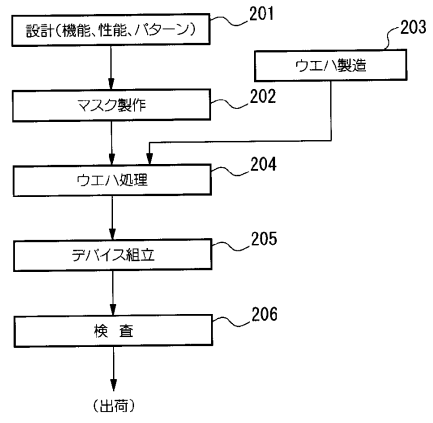 設計(機能、性能、パターン)
201
203
ウエハ製造
マスク製作
202
ウエハ処理
204
デバイス組立
205
検 査
206
(出荷)